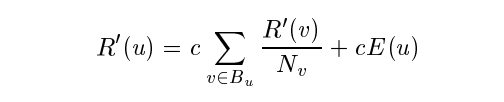 R′(u) = c ∑_{v∈B_u} R′(v)/N_v + cE(u)